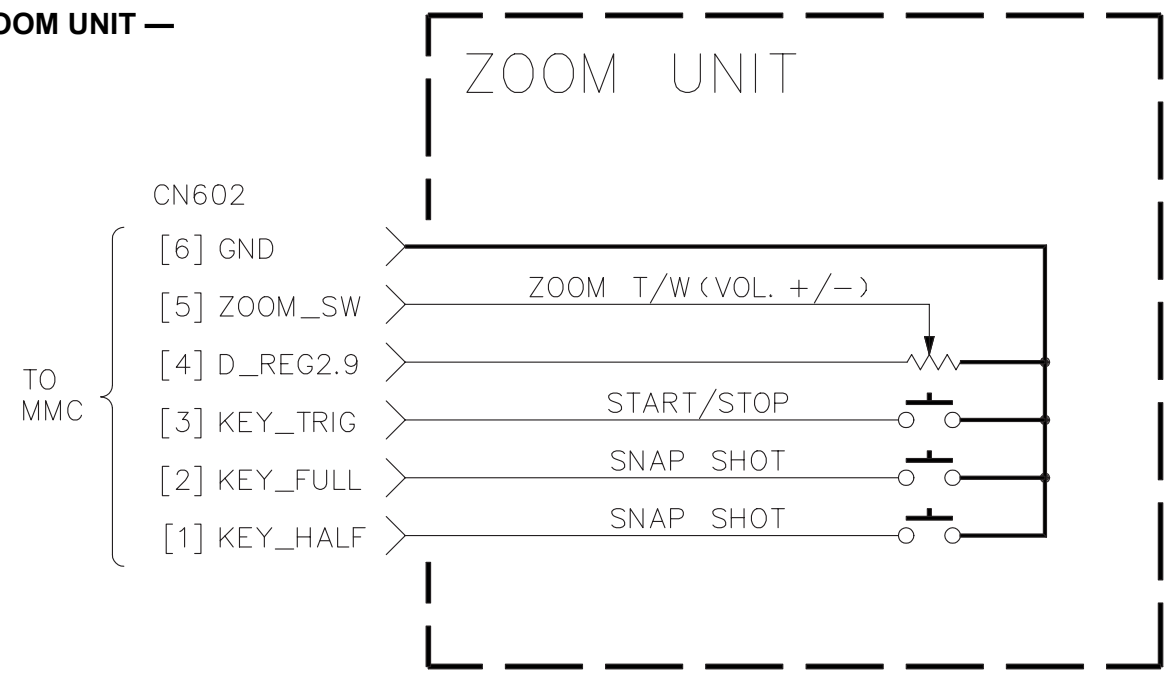 OOM UNIT —
ZOOM UNIT
CN602
[6] GND
ZOOM T/W(VOL. +/−)
[5] ZOOM_SW
[4] D_REG2.9
TO
MMC
START/STOP
[3] KEY_TRIG
SNAP SHOT
[2] KEY_FULL
SNAP SHOT
[1] KEY_HALF